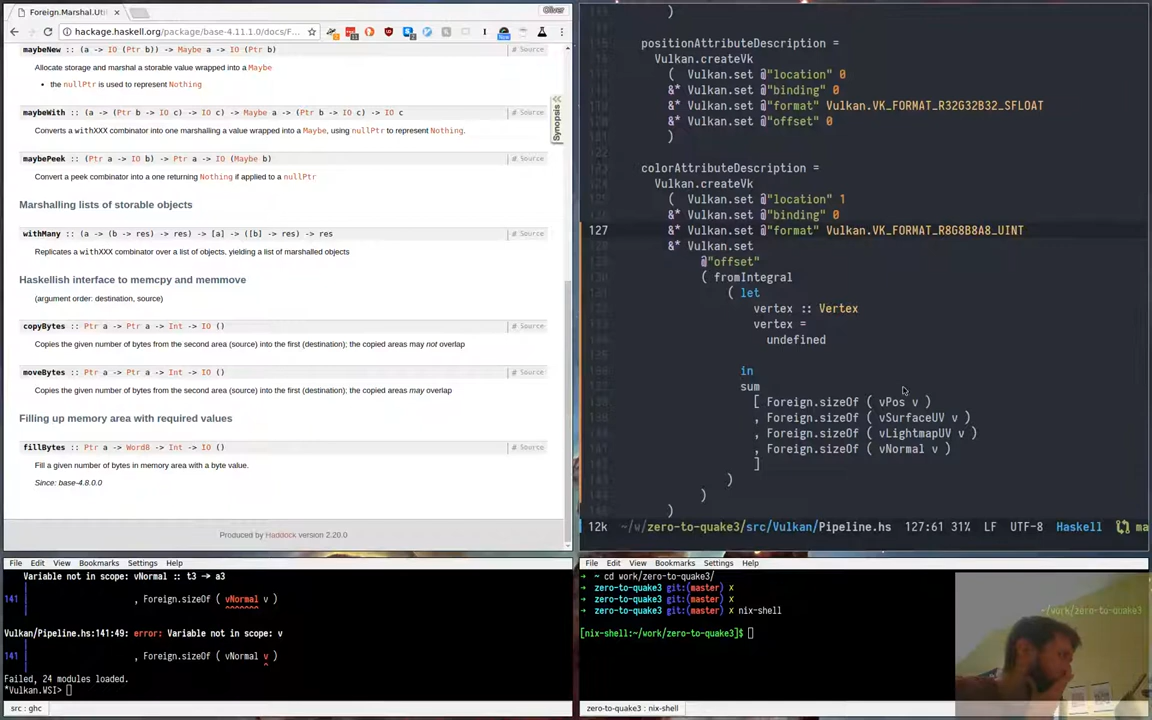 Foreign.Marshal.Uti
Oliver
https://hackage.haskell.org/package/base-4.11.1.0/docs/F...
maybeNew :: (a -> IO (Ptr b)) -> Maybe a -> IO (Ptr b)
# Source
Allocate storage and marshal a storable value wrapped into a Maybe
• the nullPtr is used to represent Nothing
maybeWith :: (a -> (Ptr b -> IO c) -> IO c) -> Maybe a -> (Ptr b -> IO c) -> IO c
# Source
Converts a withXXX combinator into one marshalling a value wrapped into a Maybe, using nullPtr to represent Nothing.
Synopsis
maybePeek :: (Ptr a -> IO b) -> Ptr a -> IO (Maybe b)
# Source
Convert a peek combinator into a one returning Nothing if applied to a nullPtr
Marshalling lists of storable objects
withMany :: (a -> (b -> res) -> res) -> [a] -> ([b] -> res) -> res
# Source
Replicates a withXXX combinator over a list of objects, yielding a list of marshalled objects
Haskellish interface to memcpy and memmove
(argument order: destination, source)
copyBytes :: Ptr a -> Ptr a -> Int -> IO ()
# Source
Copies the given number of bytes from the second area (source) into the first (destination); the copied areas may not overlap
moveBytes :: Ptr a -> Ptr a -> Int -> IO ()
# Source
Copies the given number of bytes from the second area (source) into the first (destination); the copied areas may overlap
Filling up memory area with required values
fillBytes :: Ptr a -> Word8 -> Int -> IO ()
# Source
Fill a given number of bytes in memory area with a byte value.
Since: base-4.8.0.0
Produced by Haddock version 2.20.0
)
positionAttributeDescription =
Vulkan.createVk
( Vulkan.set @"location" 0
&* Vulkan.set @"binding" 0
&* Vulkan.set @"format" Vulkan.VK_FORMAT_R32G32B32_SFLOAT
&* Vulkan.set @"offset" 0
)
colorAttributeDescription =
Vulkan.createVk
( Vulkan.set @"location" 1
&* Vulkan.set @"binding" 0
127 &* Vulkan.set @"format" Vulkan.VK_FORMAT_R8G8B8A8_UINT
&* Vulkan.set
@"offset"
( fromIntegral
( let
vertex :: Vertex
vertex =
undefined
in
sum
[ Foreign.sizeOf ( vPos v )
, Foreign.sizeOf ( vSurfaceUV v )
, Foreign.sizeOf ( vLightmapUV v )
, Foreign.sizeOf ( vNormal v )
]
)
)
)
12k ~/w/zero-to-quake3/src/Vulkan/Pipeline.hs 127:61 31% LF UTF-8 Haskell ma
File Edit View Bookmarks Settings Help
Variable not in scope: vNormal :: t3 -> a3
141 | , Foreign.sizeOf ( vNormal v )
| ^^^^^^^
Vulkan/Pipeline.hs:141:49: error: Variable not in scope: v
141 | , Foreign.sizeOf ( vNormal v )
| ^
Failed, 24 modules loaded.
*Vulkan.WSI>
src : ghc
File Edit View Bookmarks Settings Help
➜ ~ cd work/zero-to-quake3/
➜ zero-to-quake3 git:(master) ✗
➜ zero-to-quake3 git:(master) ✗
➜ zero-to-quake3 git:(master) ✗ nix-shell
[nix-shell:~/work/zero-to-quake3]$
~/work/zero-to-quake3
zero-to-quake3 : nix-shell